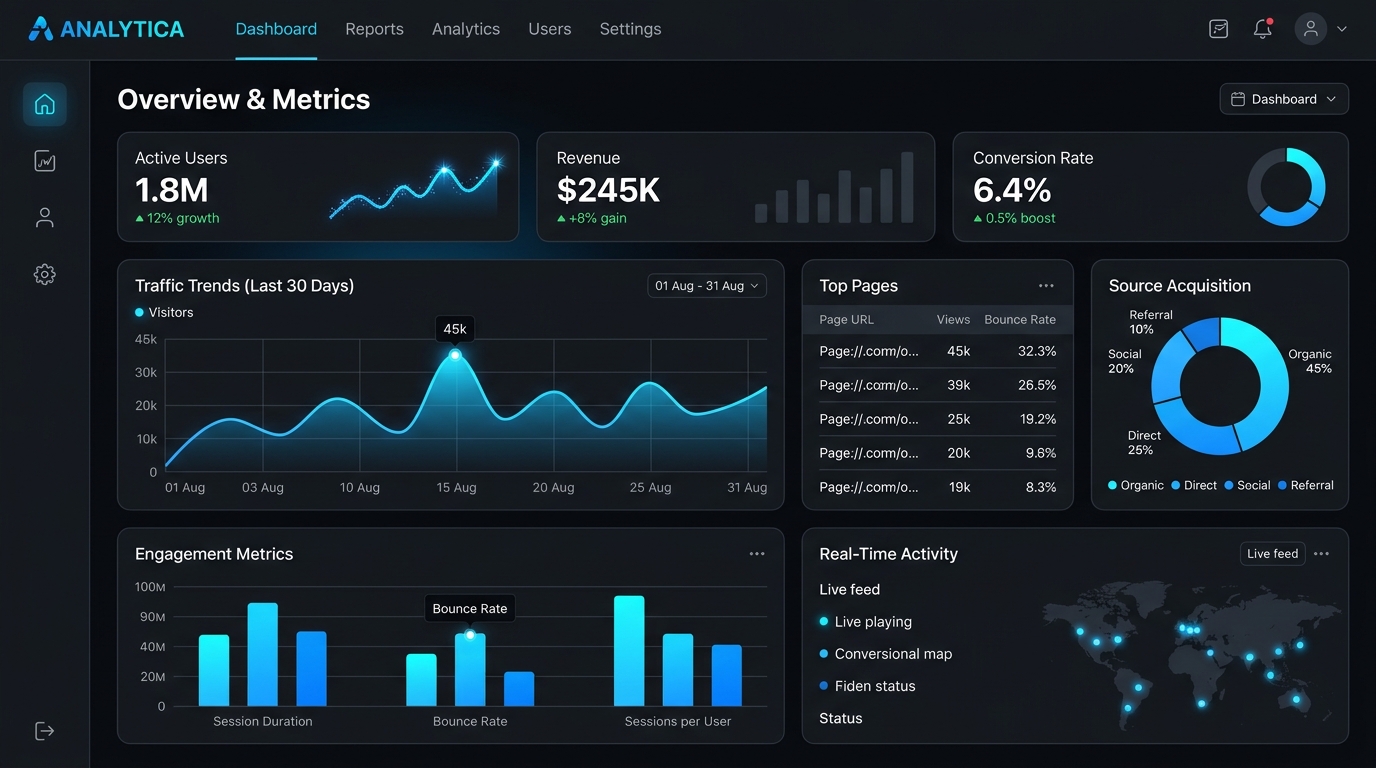 ANALYTICA
Dashboard
Reports
Analytics
Users
Settings
Overview & Metrics
Dashboard
Active Users
1.8M
12% growth
Revenue
$245K
+8% gain
Conversion Rate
6.4%
0.5% boost
Traffic Trends (Last 30 Days)
01 Aug - 31 Aug
Visitors
45k
45k
30k
20k
10k
0
01 Aug
03 Aug
10 Aug
15 Aug
20 Aug
25 Aug
31 Aug
Top Pages
Page URL Views Bounce Rate
Page://.com/o... 45k 32.3%
Page://.com/o... 39k 26.5%
Page://.com/o... 25k 19.2%
Page://.com/o... 20k 9.6%
Page://.com/o... 19k 8.3%
Source Acquisition
Referral
10%
Social
20%
Organic
45%
Direct
25%
Organic
Direct
Social
Referral
Engagement Metrics
100M
90M
40M
20M
0
Bounce Rate
Session Duration
Bounce Rate
Sessions per User
Real-Time Activity
Live feed
Live feed
Live playing
Conversional map
Fiden status
Status